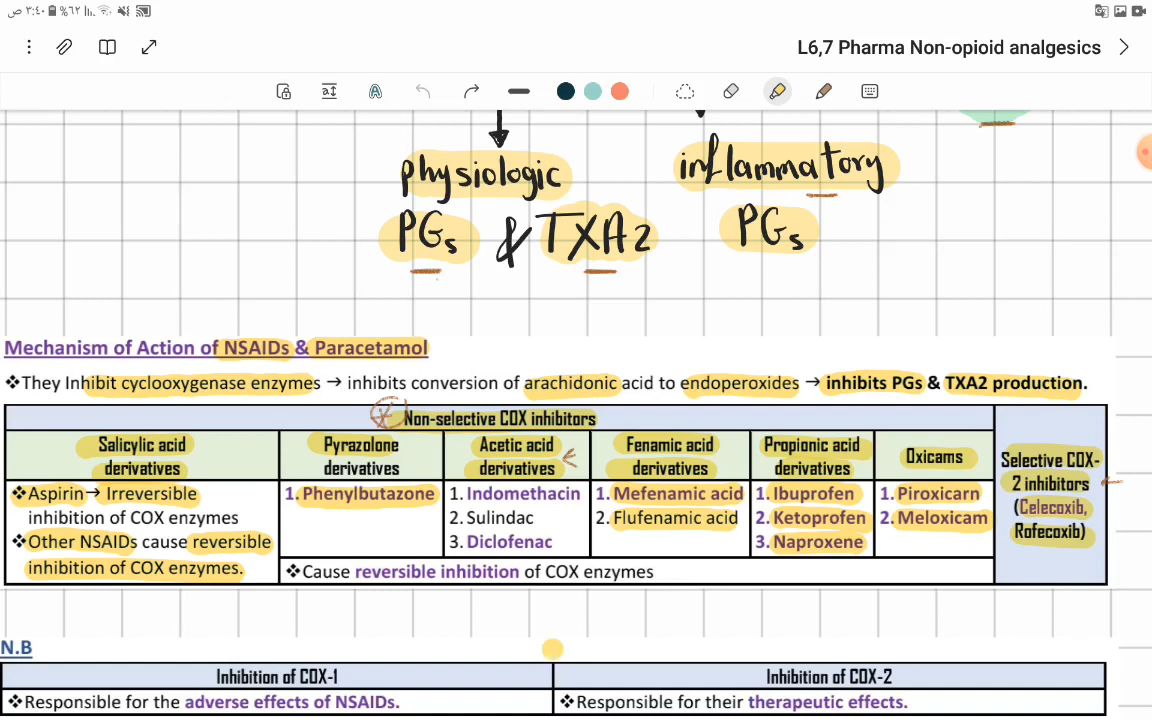 ص ٣:٤٠ ٪٦٢
L6,7 Pharma Non-opioid analgesics
physiologic
PGs & TXA2
inflammatory
PGs
Mechanism of Action of NSAIDs & Paracetamol
❖They Inhibit cyclooxygenase enzymes → inhibits conversion of arachidonic acid to endoperoxides → inhibits PGs & TXA2 production.
Non-selective COX inhibitors
Salicylic acid
derivatives
Pyrazolone
derivatives
Acetic acid
derivatives
Fenamic acid
derivatives
Propionic acid
derivatives
Oxicams
Selective COX-
2 inhibitors
(Celecoxib,
Rofecoxib)
❖Aspirin→ Irreversible
inhibition of COX enzymes
❖Other NSAIDs cause reversible
inhibition of COX enzymes.
1. Phenylbutazone
1. Indomethacin
2. Sulindac
3. Diclofenac
1. Mefenamic acid
2. Flufenamic acid
1. Ibuprofen
2. Ketoprofen
3. Naproxene
1. Piroxicarn
2. Meloxicam
❖Cause reversible inhibition of COX enzymes
N.B
Inhibition of COX-1
Inhibition of COX-2
❖Responsible for the adverse effects of NSAIDs.
❖Responsible for their therapeutic effects.